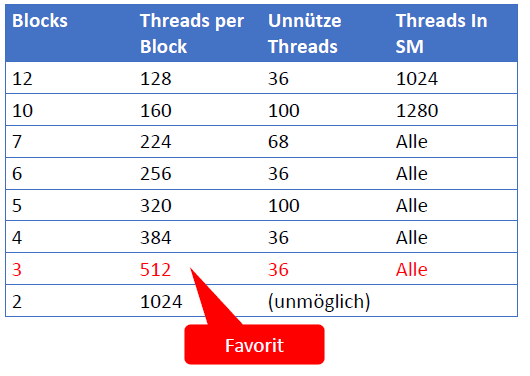 Blocks Threads per Block Unnütze Threads Threads In SM
12 128 36 1024
10 160 100 1280
7 224 68 Alle
6 256 36 Alle
5 320 100 Alle
4 384 36 Alle
3 512 36 Alle
2 1024 (unmöglich)
Favorit